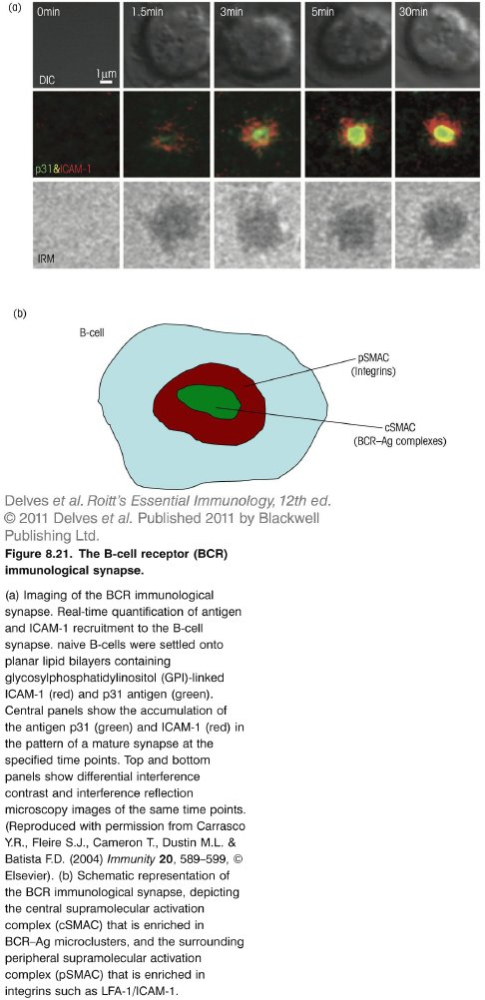 (a)
0min 1.5min 3min 5min 30min
DIC
1μm
p31&ICAM-1
IRM
(b)
B-cell
pSMAC
(Integrins)
cSMAC
(BCR–Ag complexes)
Delves et al. Roitt's Essential Immunology, 12th ed.
© 2011 Delves et al. Published 2011 by Blackwell
Publishing Ltd.
Figure 8.21. The B-cell receptor (BCR)
immunological synapse.
(a) Imaging of the BCR immunological
synapse. Real-time quantification of antigen
and ICAM-1 recruitment to the B-cell
synapse. naive B-cells were settled onto
planar lipid bilayers containing
glycosylphosphatidylinositol (GPI)-linked
ICAM-1 (red) and p31 antigen (green).
Central panels show the accumulation of
the antigen p31 (green) and ICAM-1 (red) in
the pattern of a mature synapse at the
specified time points. Top and bottom
panels show differential interference
contrast and interference reflection
microscopy images of the same time points.
(Reproduced with permission from Carrasco
Y.R., Fleire S.J., Cameron T., Dustin M.L. &
Batista F.D. (2004) Immunity 20, 589–599, ©
Elsevier). (b) Schematic representation of
the BCR immunological synapse, depicting
the central supramolecular activation
complex (cSMAC) that is enriched in
BCR–Ag microclusters, and the surrounding
peripheral supramolecular activation
complex (pSMAC) that is enriched in
integrins such as LFA-1/ICAM-1.